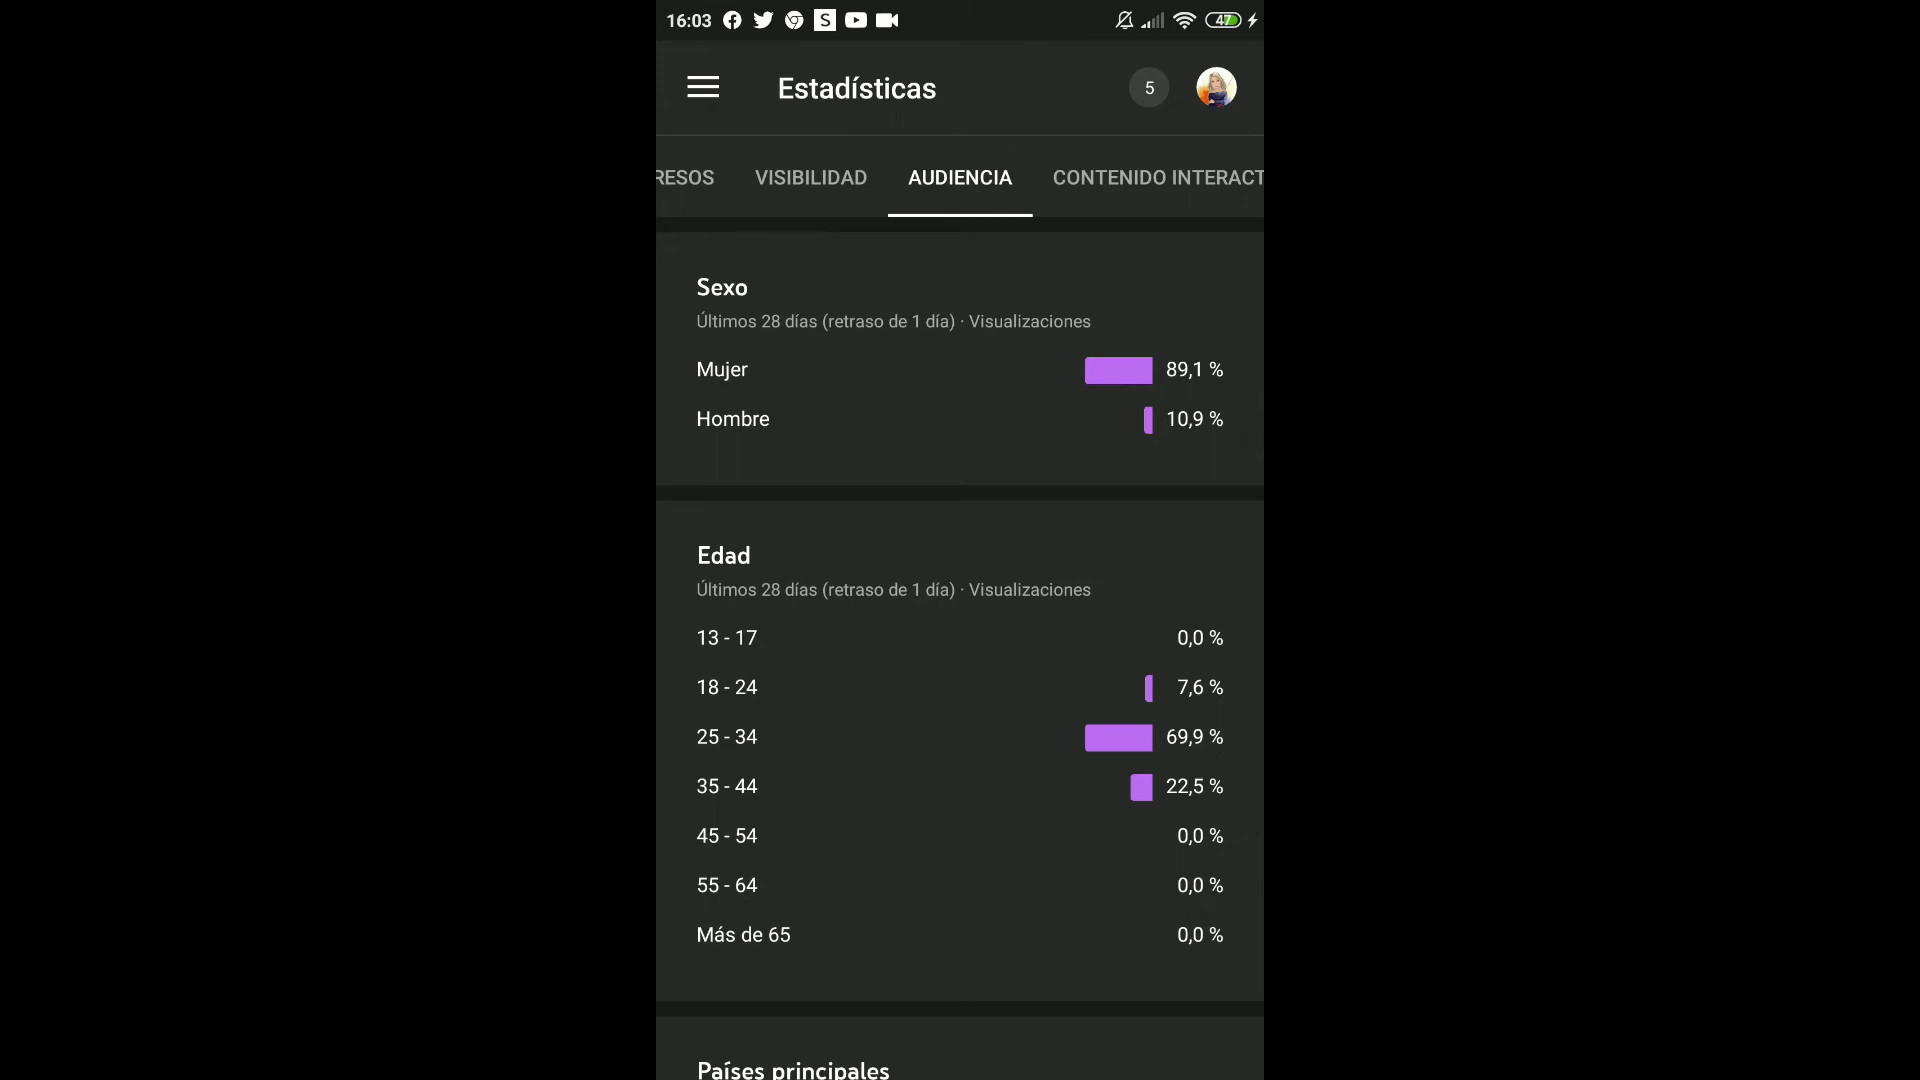 16:03 S 47
Estadísticas 5
RESOS VISIBILIDAD AUDIENCIA CONTENIDO INTERACT
Sexo
Últimos 28 días (retraso de 1 día) · Visualizaciones
Mujer 89,1 %
Hombre 10,9 %
Edad
Últimos 28 días (retraso de 1 día) · Visualizaciones
13 - 17 0,0 %
18 - 24 7,6 %
25 - 34 69,9 %
35 - 44 22,5 %
45 - 54 0,0 %
55 - 64 0,0 %
Más de 65 0,0 %
Países principales